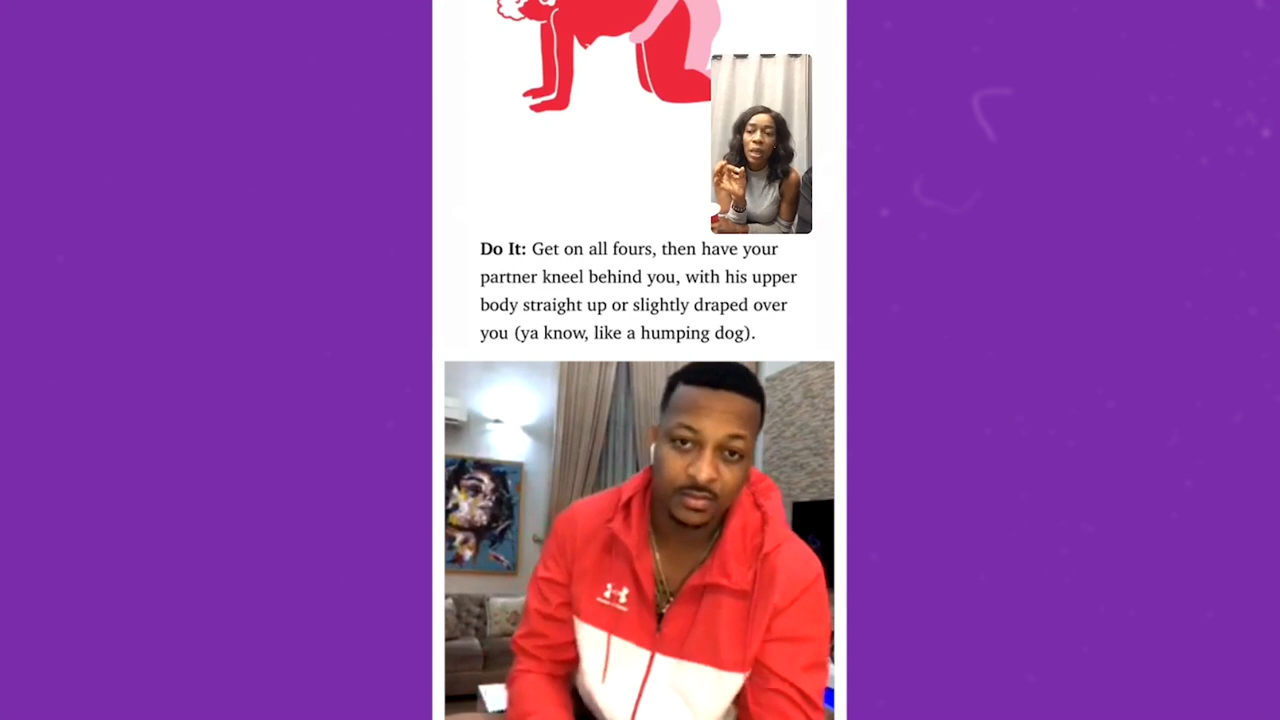 Do It: Get on all fours, then have your
partner kneel behind you, with his upper
body straight up or slightly draped over
you (ya know, like a humping dog).